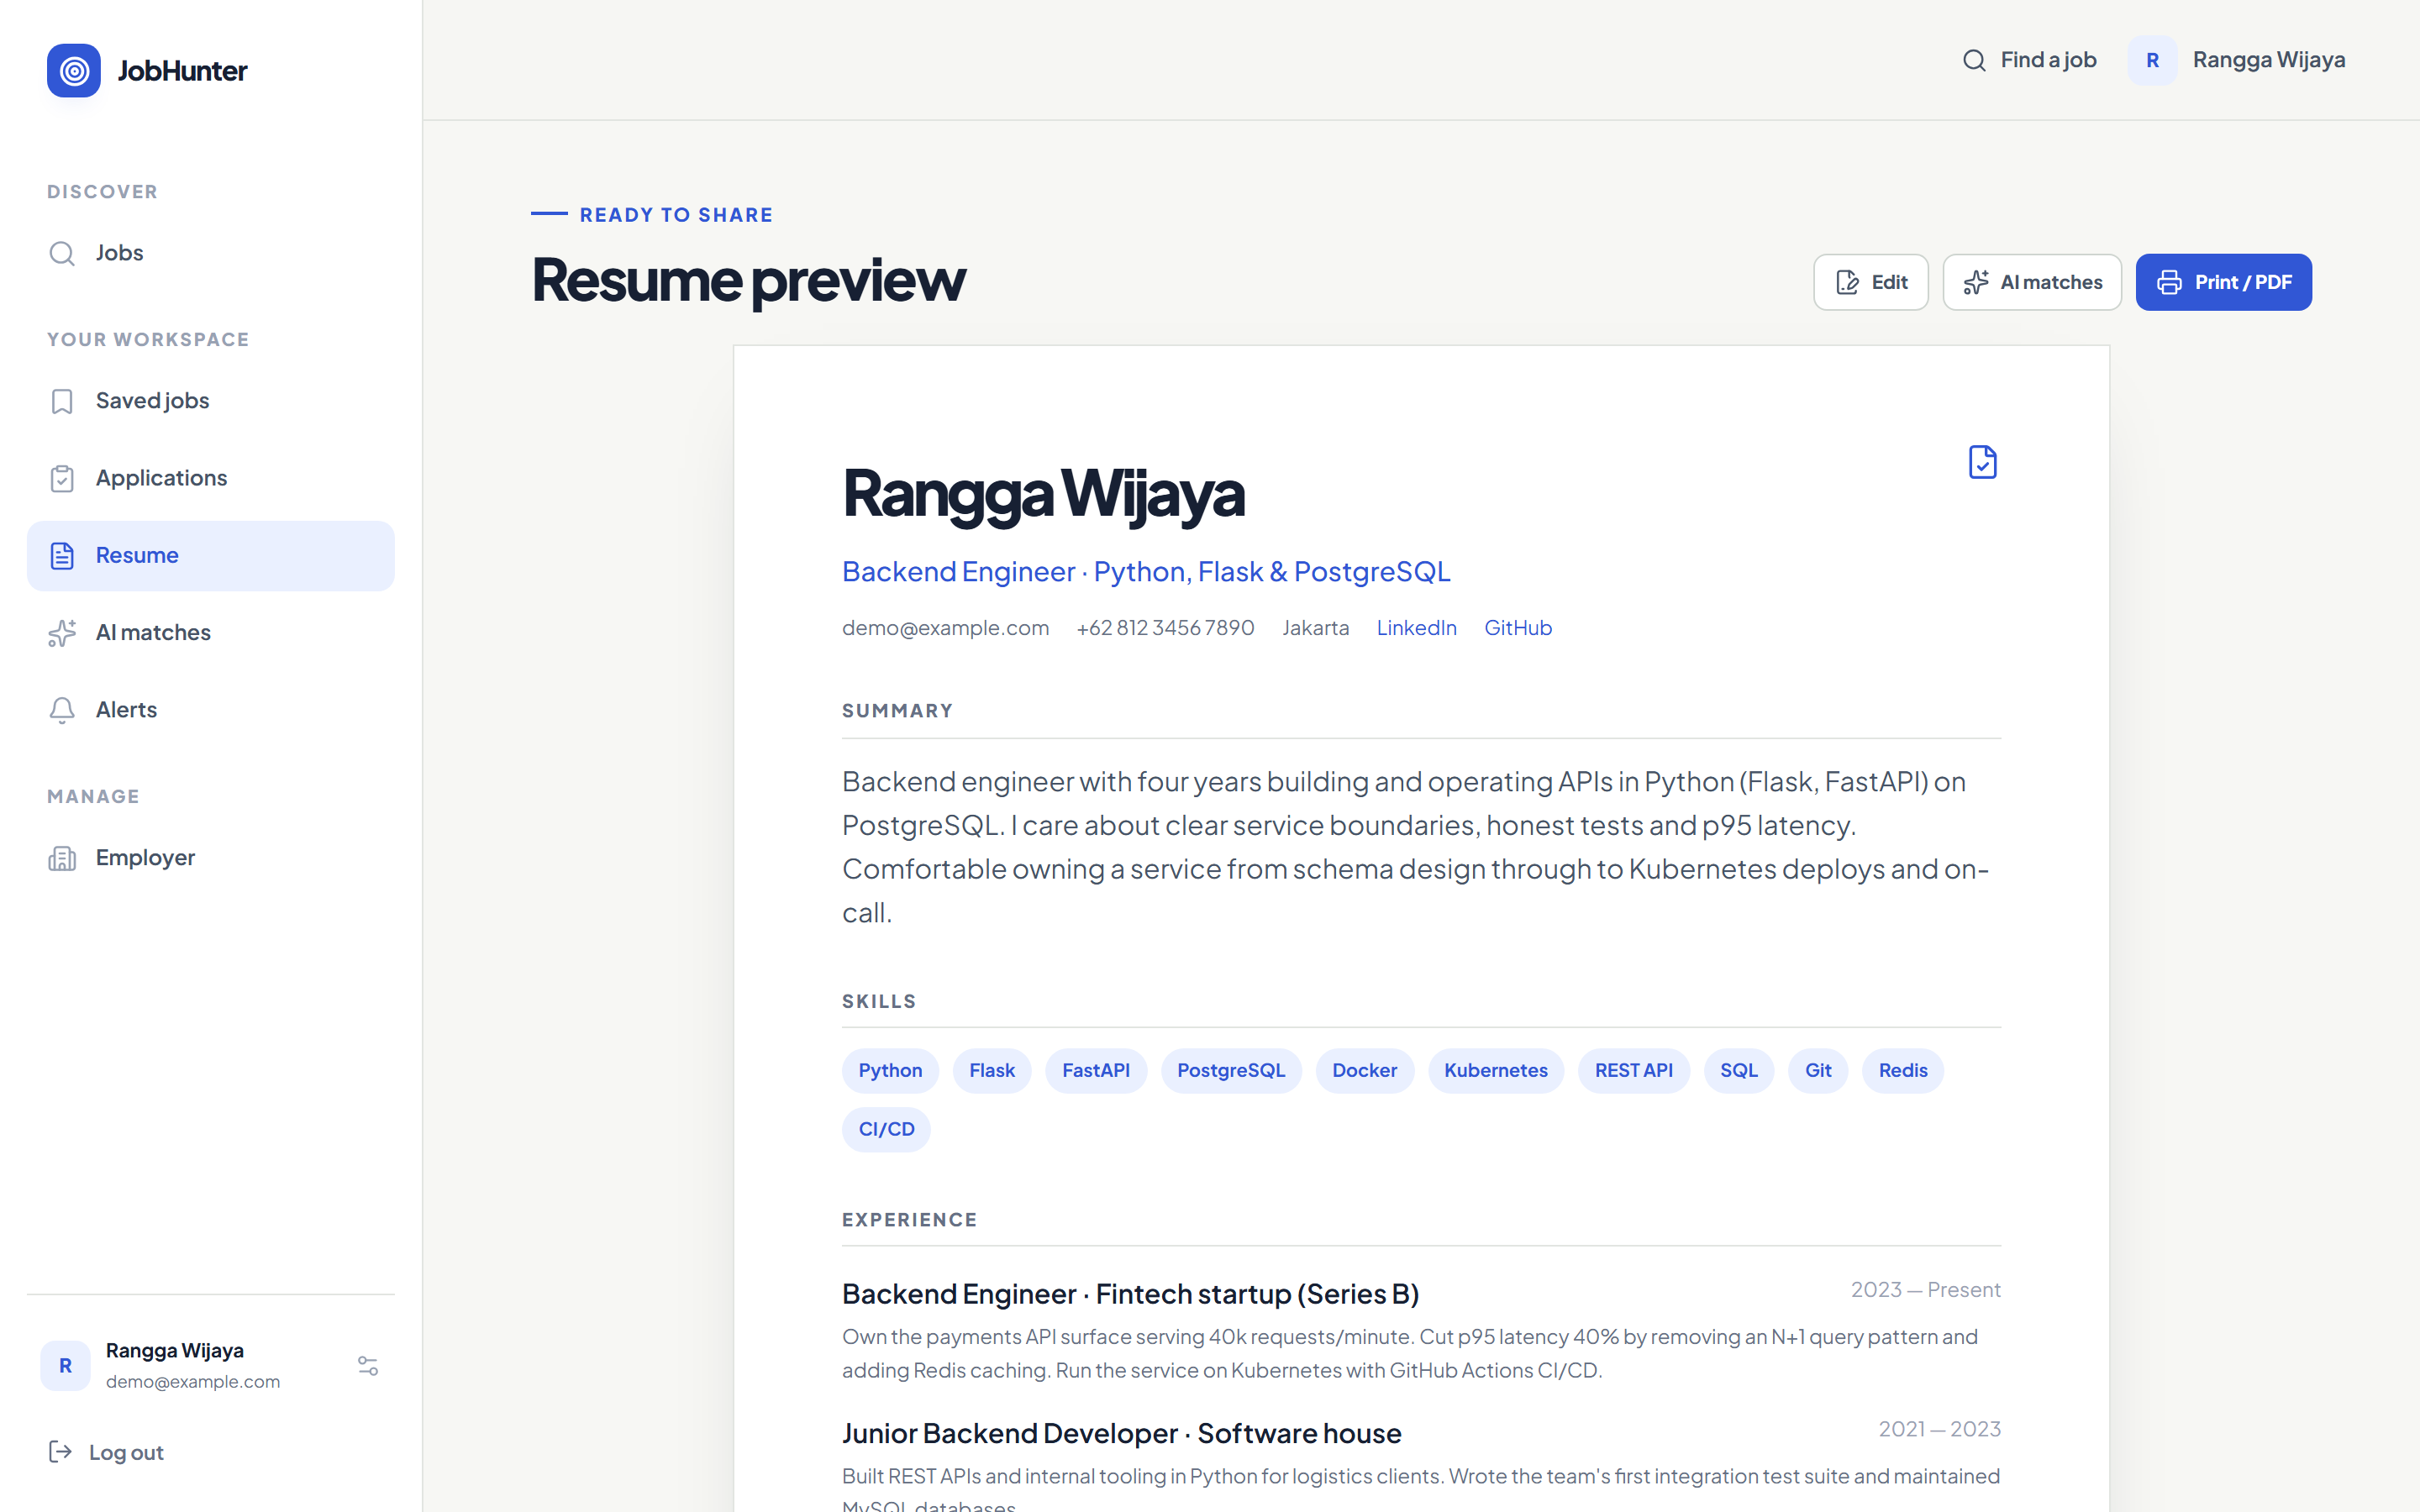 JobHunter
DISCOVER
Jobs
YOUR WORKSPACE
Saved jobs
Applications
Resume
AI matches
Alerts
MANAGE
Employer
R
Rangga Wijaya
demo@example.com
Log out
Find a job
R
Rangga Wijaya
READY TO SHARE
Resume preview
Edit
AI matches
Print / PDF
Rangga Wijaya
Backend Engineer · Python, Flask & PostgreSQL
demo@example.com +62 812 3456 7890 Jakarta LinkedIn GitHub
SUMMARY
Backend engineer with four years building and operating APIs in Python (Flask, FastAPI) on
PostgreSQL. I care about clear service boundaries, honest tests and p95 latency.
Comfortable owning a service from schema design through to Kubernetes deploys and on-
call.
SKILLS
Python Flask FastAPI PostgreSQL Docker Kubernetes REST API SQL Git Redis
CI/CD
EXPERIENCE
Backend Engineer · Fintech startup (Series B) 2023 — Present
Own the payments API surface serving 40k requests/minute. Cut p95 latency 40% by removing an N+1 query pattern and
adding Redis caching. Run the service on Kubernetes with GitHub Actions CI/CD.
Junior Backend Developer · Software house 2021 — 2023
Built REST APIs and internal tooling in Python for logistics clients. Wrote the team's first integration test suite and maintained
MySQL databases.